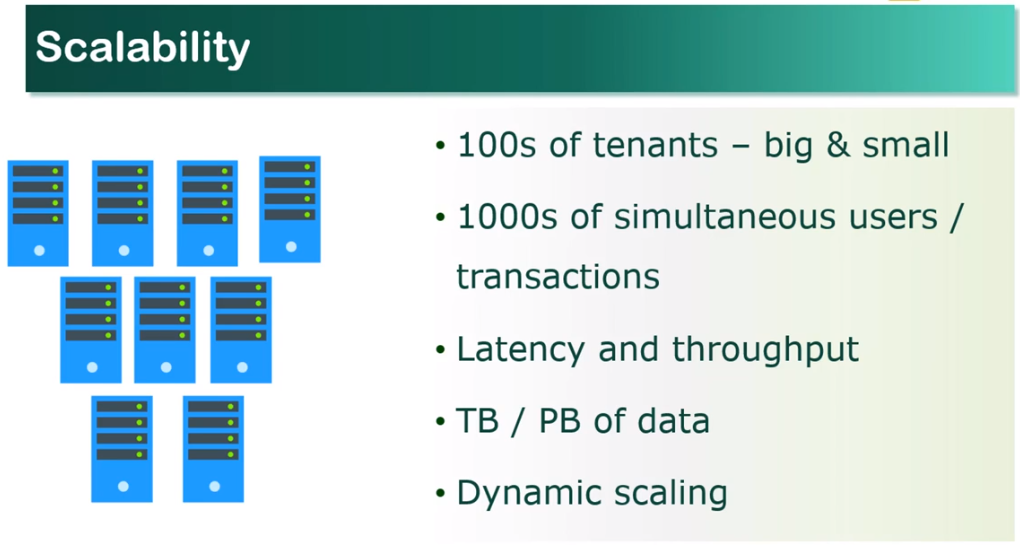 Scalability
• 100s of tenants – big & small
• 1000s of simultaneous users /
transactions
• Latency and throughput
• TB / PB of data
• Dynamic scaling